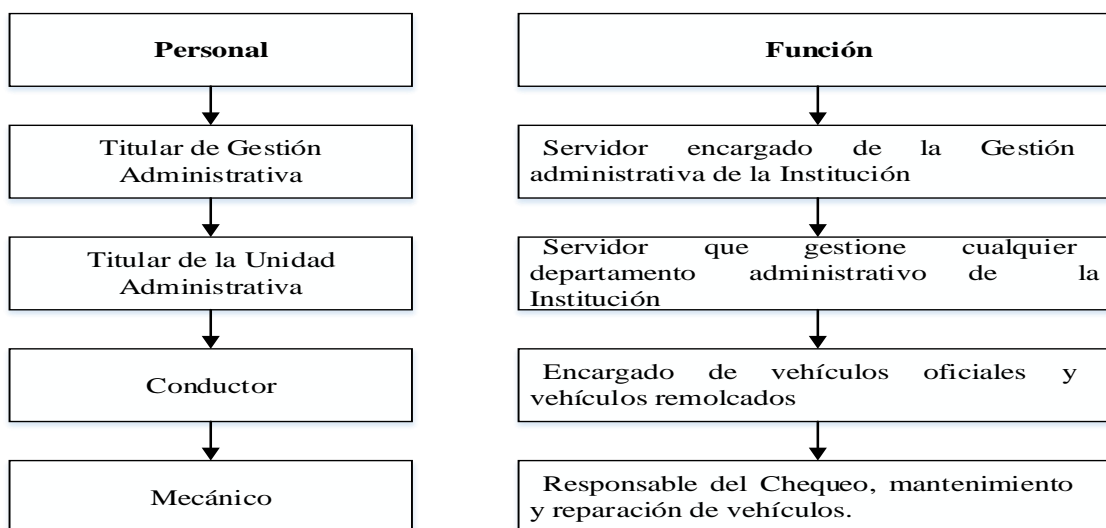 Personal
Función
Titular de Gestión
Administrativa
Servidor encargado de la Gestión
administrativa de la Institución
Titular de la Unidad
Administrativa
Servidor que gestione cualquier
departamento administrativo de la
Institución
Conductor
Encargado de vehículos oficiales y
vehículos remolcados
Mecánico
Responsable del Chequeo, mantenimiento
y reparación de vehículos.